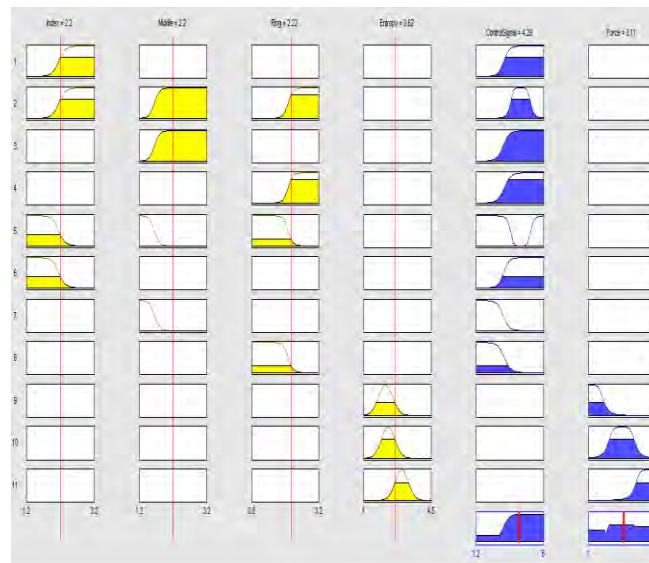 Index = 2.2
Middle = 2.2
Ring = 2.22
Entropy = 2.62
ControlSignal = 4.29
Force = 3.11
1
2
3
4
5
6
7
8
9
10
11
1.2 3.2
1.2 3.2
0.8 3.2
1 4.5
1.2 6
1